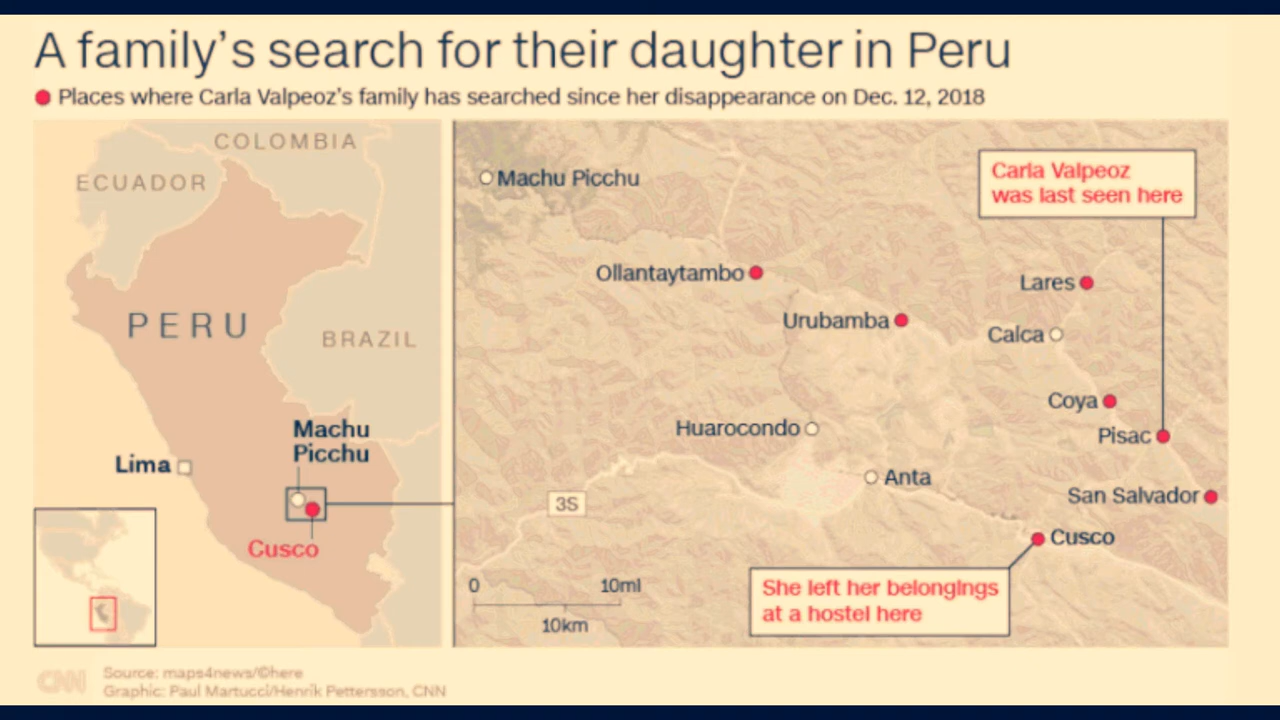 A family's search for their daughter in Peru
Places where Carla Valpeoz's family has searched since her disappearance on Dec. 12, 2018
COLOMBIA
ECUADOR
PERU
BRAZIL
Machu
Picchu
Lima
Cusco
Machu Picchu
Carla Valpeoz
was last seen here
Ollantaytambo
Lares
Urubamba
Calca
Coya
Huarocondo
Pisac
Anta
San Salvador
3S
Cusco
0 10mi
10km
She left her belongings
at a hostel here
CNN
Source: maps4news/©here
Graphic: Paul Martucci/Henrik Pettersson, CNN